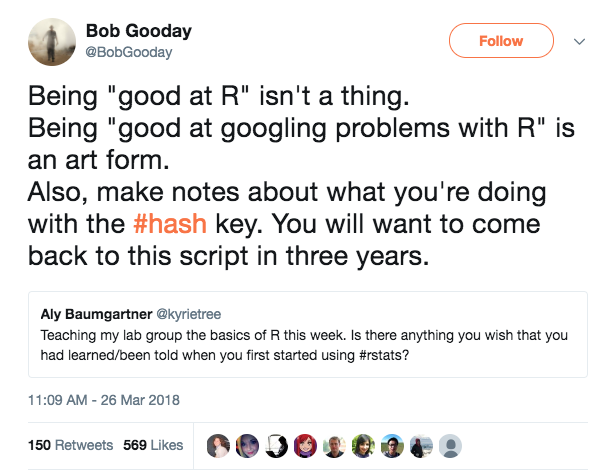 Bob Gooday
@BobGooday
Follow
Being "good at R" isn't a thing.
Being "good at googling problems with R" is
an art form.
Also, make notes about what you're doing
with the #hash key. You will want to come
back to this script in three years.
Aly Baumgartner @kyrietree
Teaching my lab group the basics of R this week. Is there anything you wish that you
had learned/been told when you first started using #rstats?
11:09 AM - 26 Mar 2018
150 Retweets 569 Likes